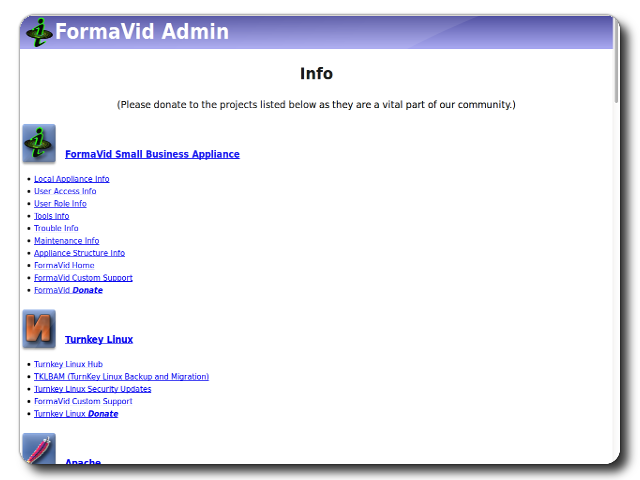 FormaVid Admin
Info
(Please donate to the projects listed below as they are a vital part of our community.)
FormaVid Small Business Appliance
• Local Appliance Info
• User Access Info
• User Role Info
• Tools Info
• Trouble Info
• Maintenance Info
• Appliance Structure Info
• FormaVid Home
• FormaVid Custom Support
• FormaVid Donate
Turnkey Linux
• Turnkey Linux Hub
• TKLBAM (TurnKey Linux Backup and Migration)
• Turnkey Linux Security Updates
• FormaVid Custom Support
• Turnkey Linux Donate
Apache